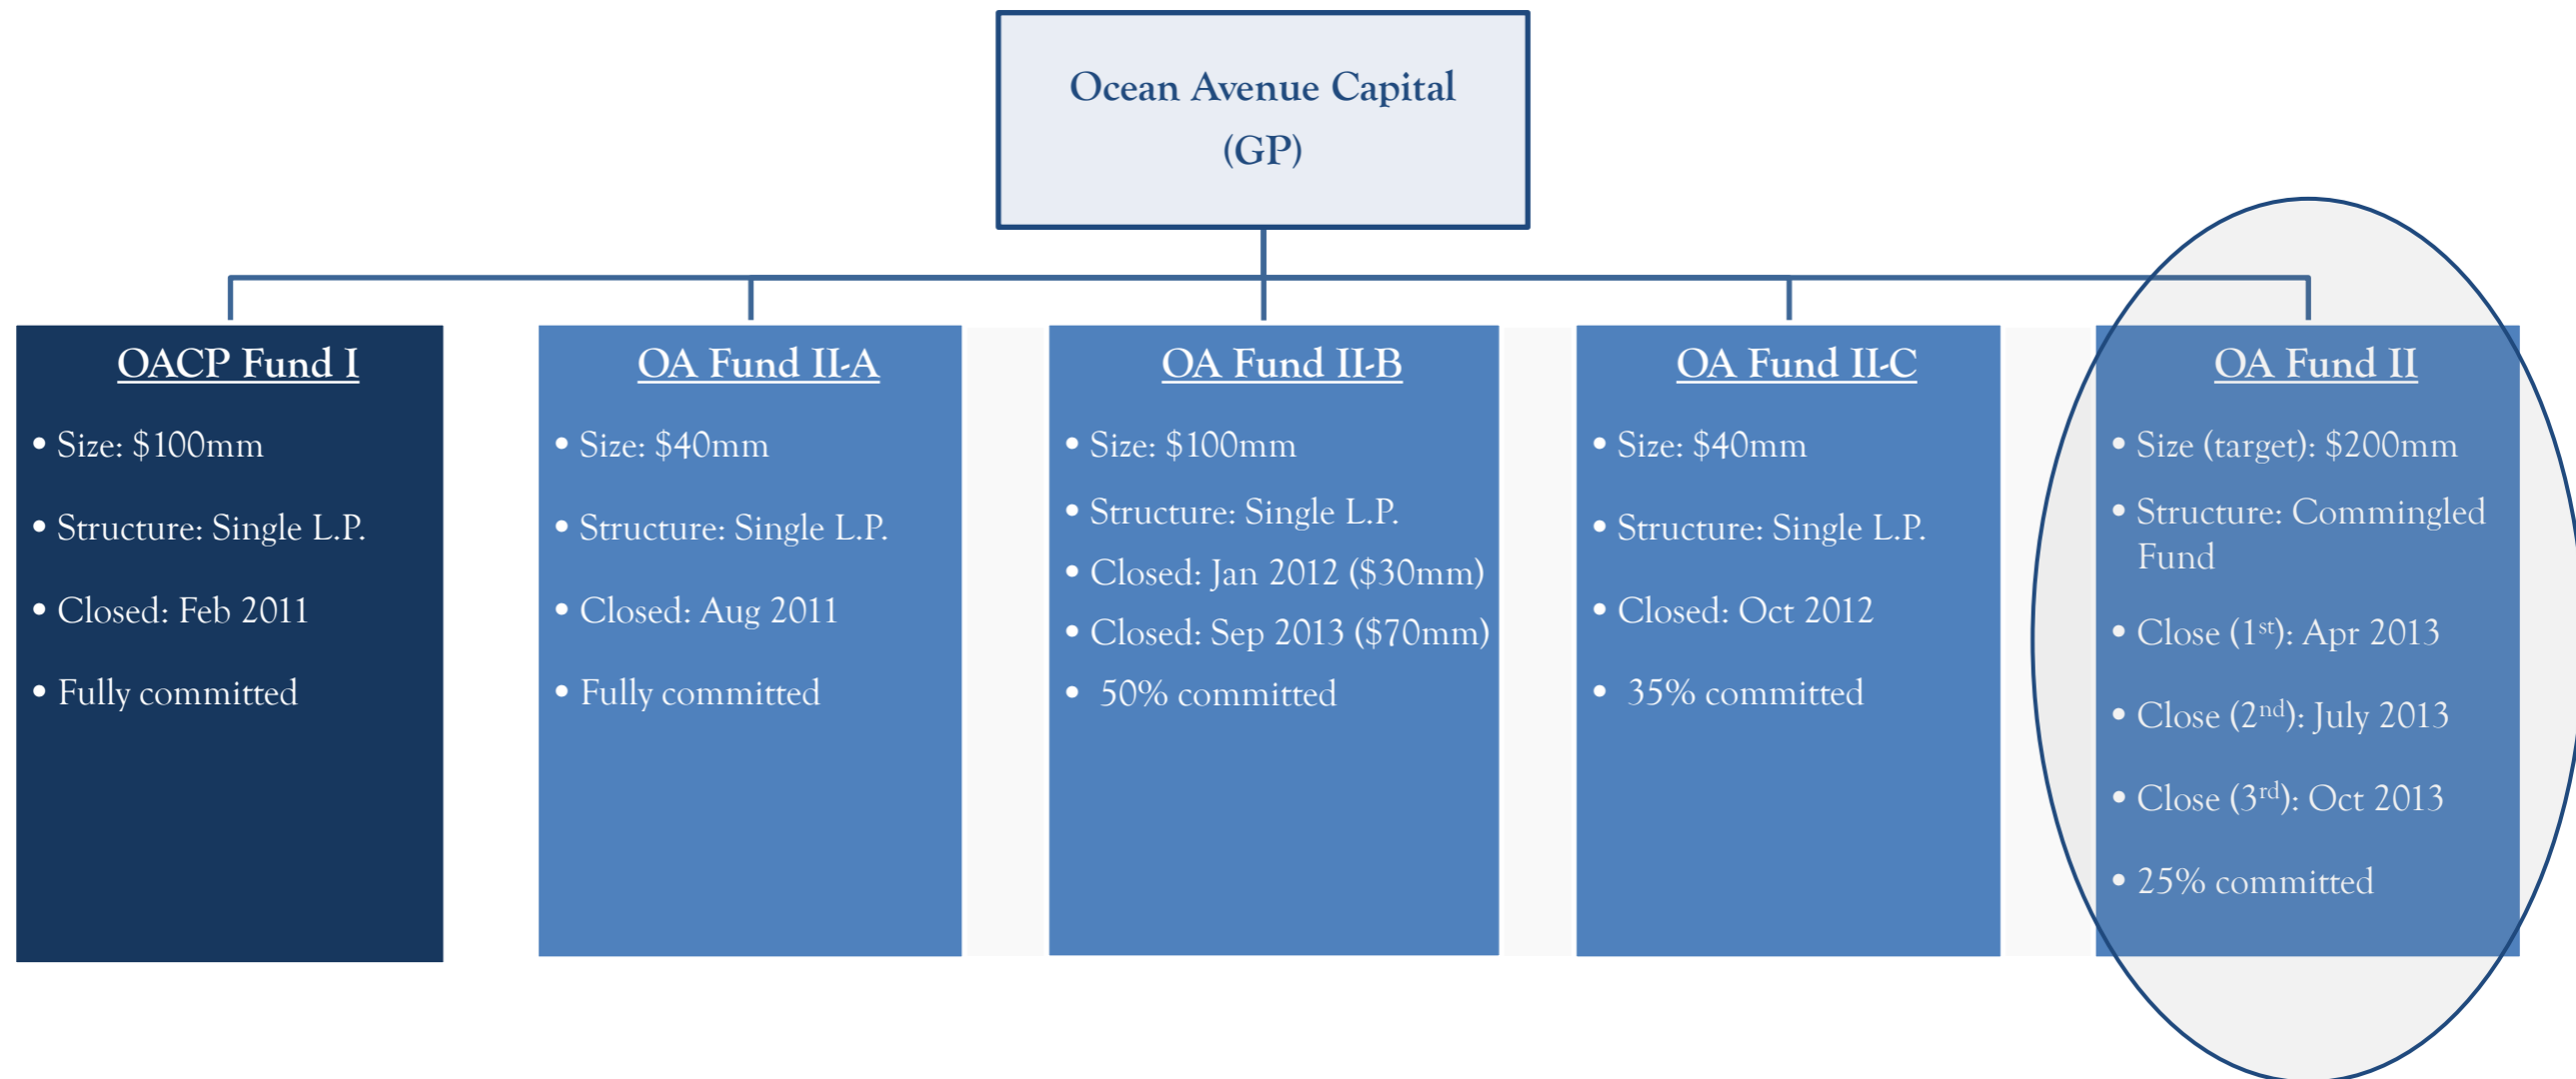 Ocean Avenue Capital
(GP)
OACP Fund I
• Size: $100mm
• Structure: Single L.P.
• Closed: Feb 2011
• Fully committed
OA Fund II-A
• Size: $40mm
• Structure: Single L.P.
• Closed: Aug 2011
• Fully committed
OA Fund II-B
• Size: $100mm
• Structure: Single L.P.
• Closed: Jan 2012 ($30mm)
• Closed: Sep 2013 ($70mm)
• 50% committed
OA Fund II-C
• Size: $40mm
• Structure: Single L.P.
• Closed: Oct 2012
• 35% committed
OA Fund II
• Size (target): $200mm
• Structure: Commingled
Fund
• Close (1st): Apr 2013
• Close (2nd): July 2013
• Close (3rd): Oct 2013
• 25% committed